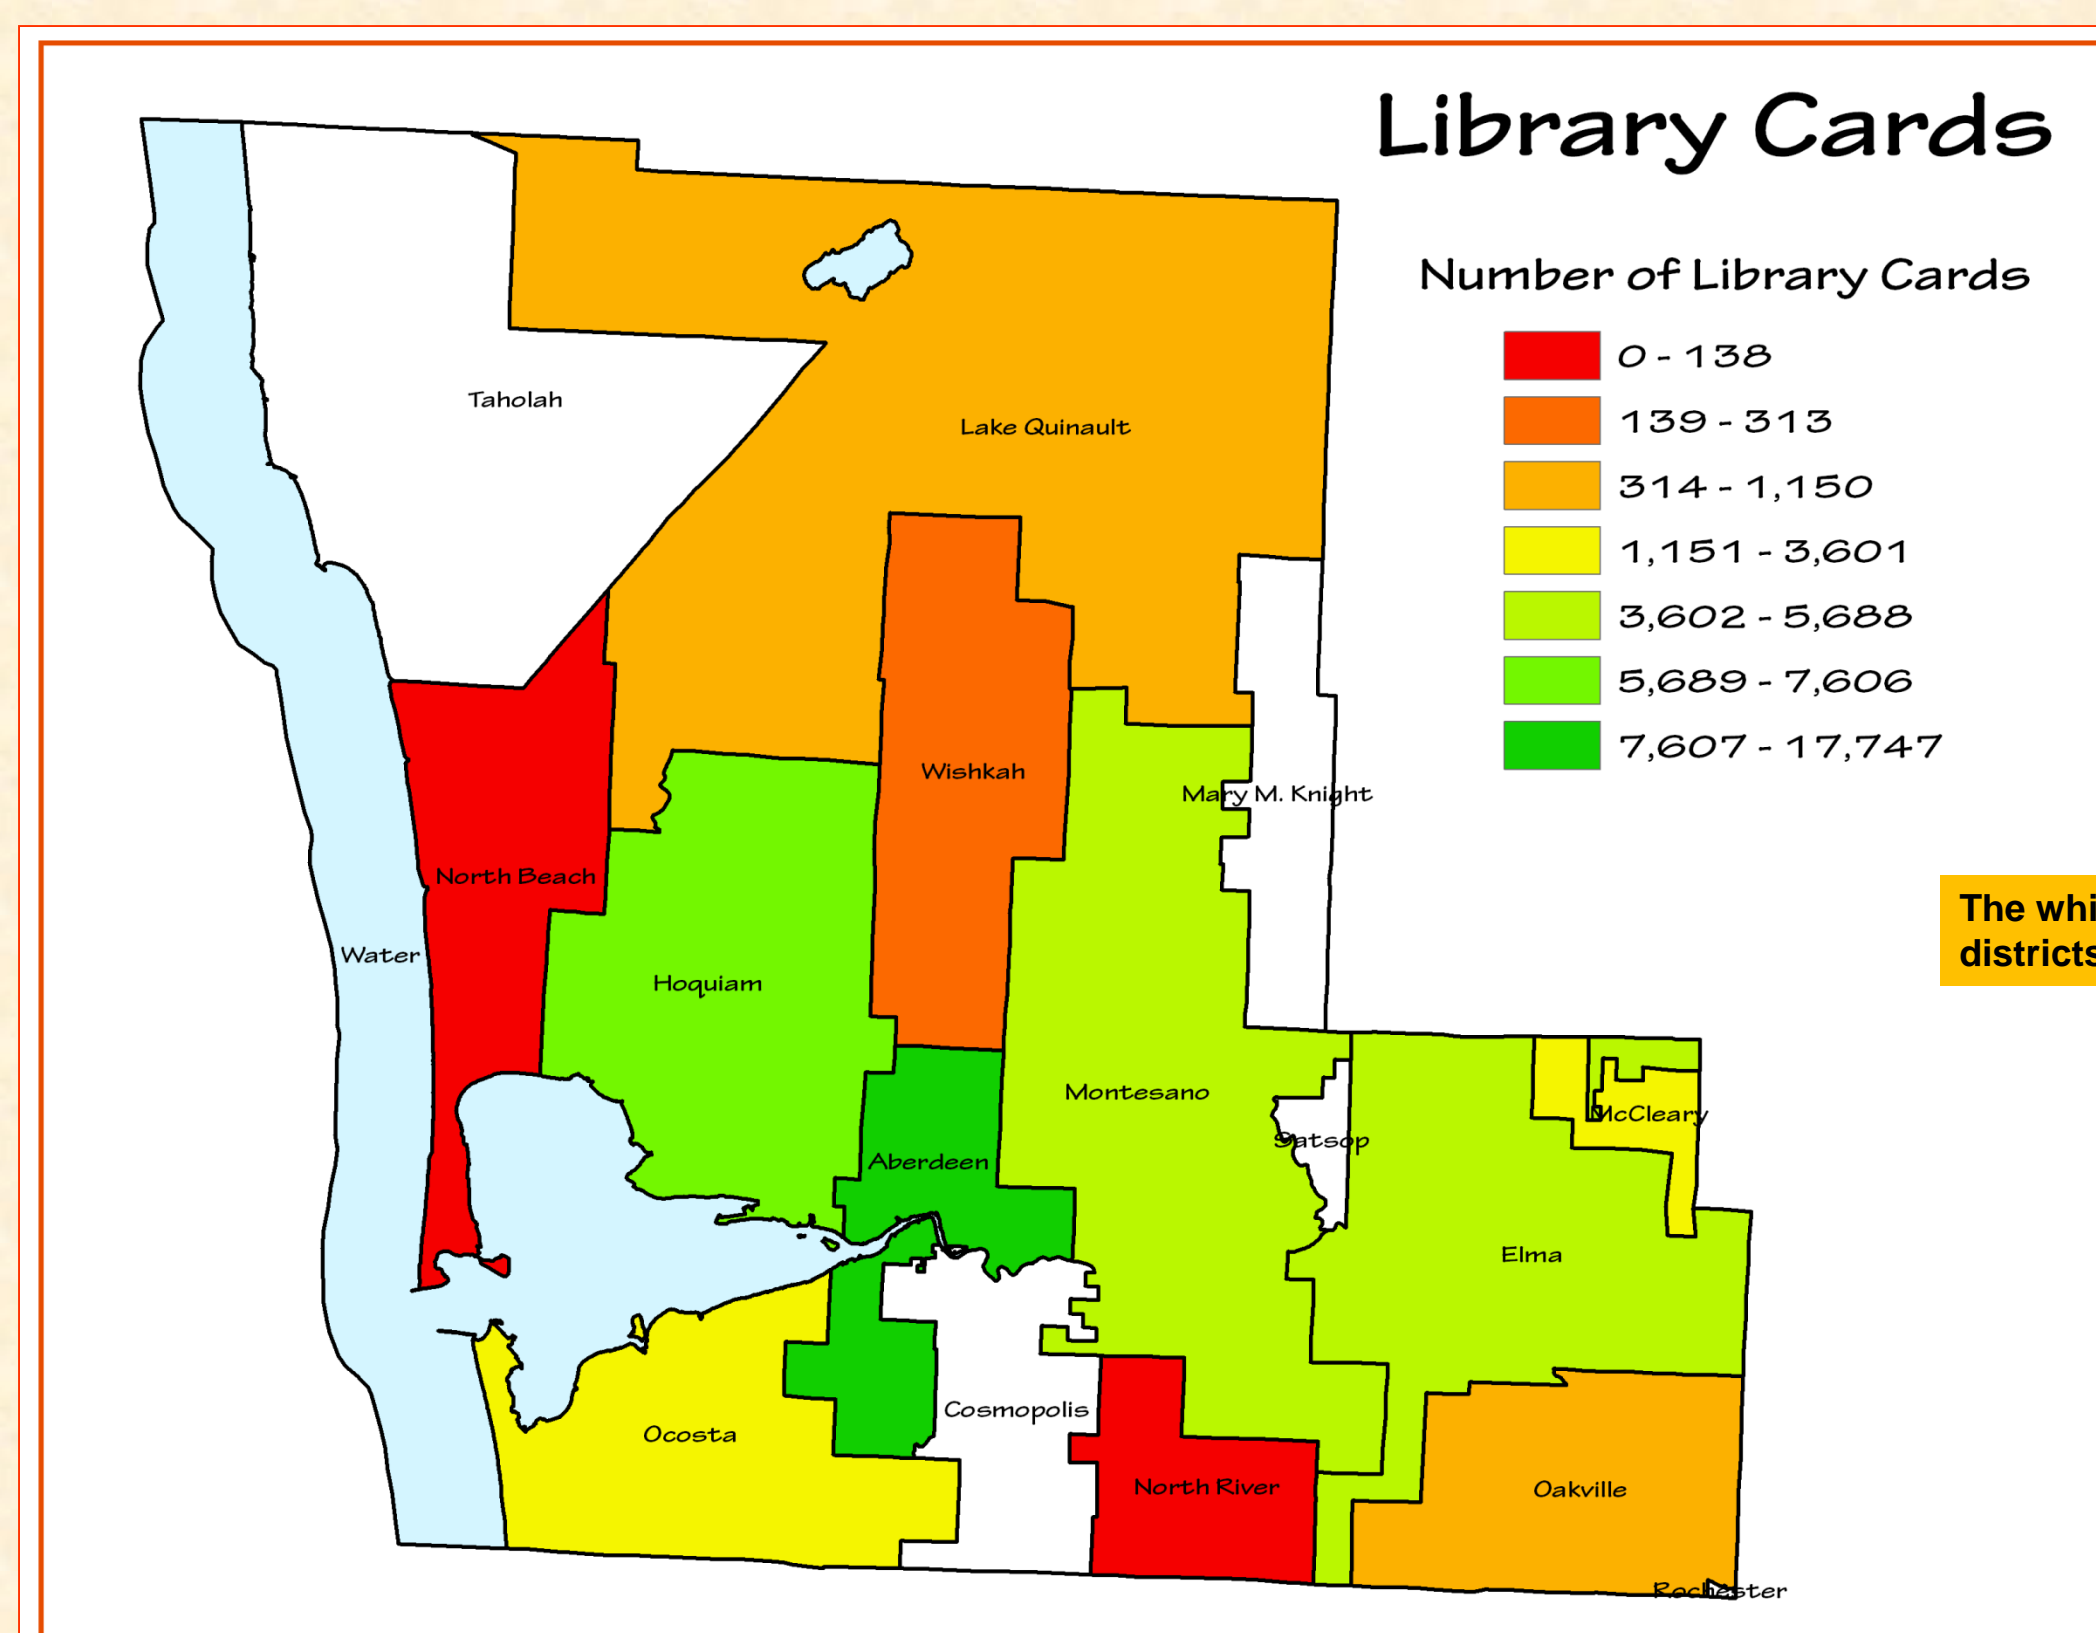 Library Cards
Number of Library Cards
0 - 138
139 - 313
314 - 1,150
1,151 - 3,601
3,602 - 5,688
5,689 - 7,606
7,607 - 17,747
Taholah
Lake Quinault
Wishkah
Mary M. Knight
North Beach
The
districts
Water
Hoquiam
Montesano
McCleary
Satsop
Aberdeen
Elma
Cosmopolis
Ocosta
North River
Oakville
Rochester